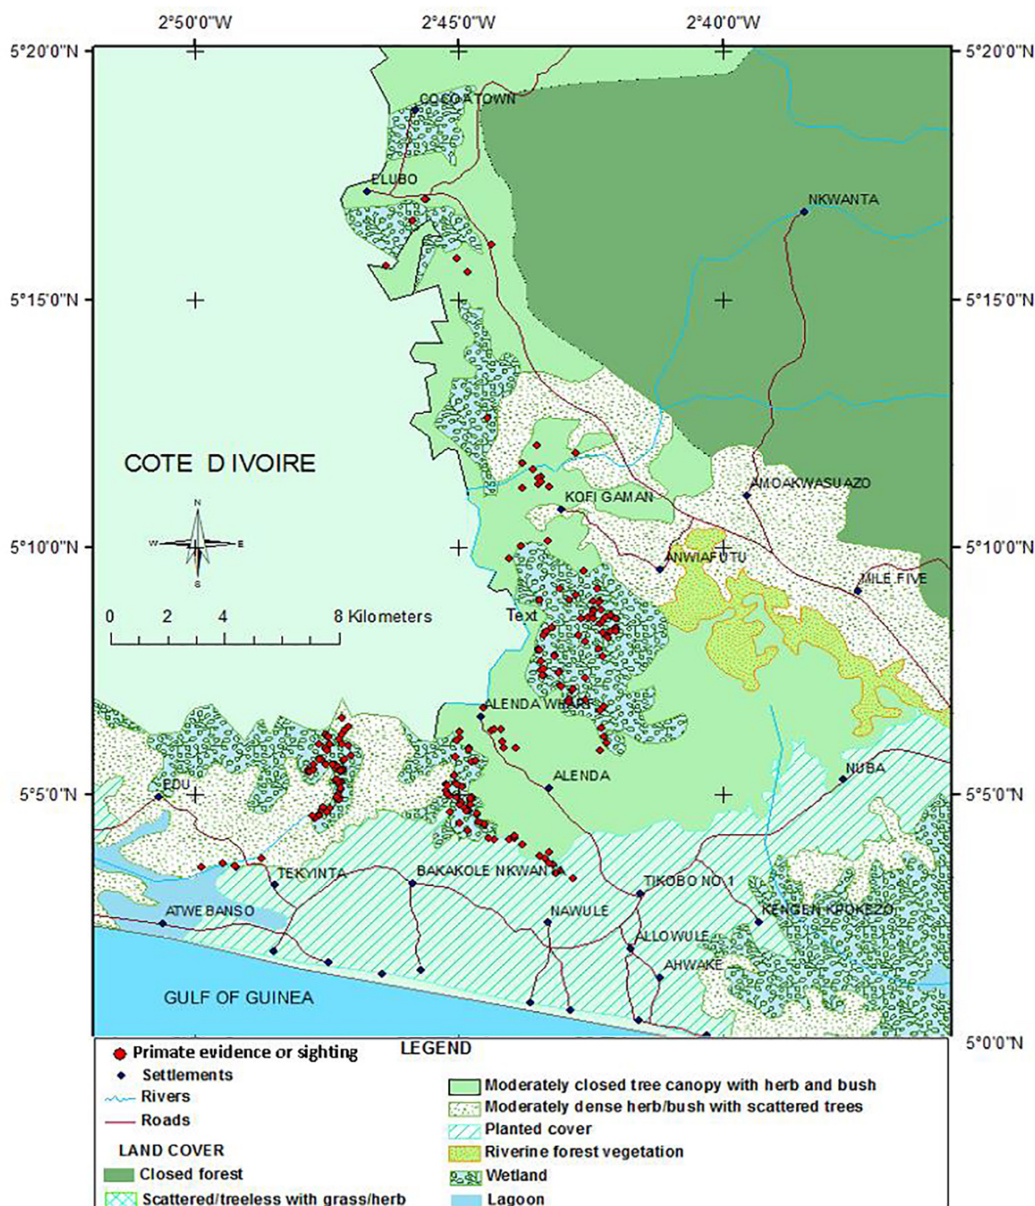 2°50'0"W 2°45'0"W 2°40'0"W
5°20'0"N 5°20'0"N
COCOATOWN
ELUBO
NKWANTA
5°15'0"N 5°15'0"N
COTE D IVOIRE
AMOAKWASUAZO
KOFI GAMAN
N
W E
S
5°10'0"N 5°10'0"N
ANWIAFUTU
MILE FIVE
0 2 4 8 Kilometers
Text
ALENDA WHARF
NUBA
ALENDA
EDU
5°5'0"N 5°5'0"N
TEKYINTA
BAKAKOLE NKWANTA
TIKOBO NO.1
ATWEBANSO
NAWULE
KENGEN KPOKEZO
ALLOWULE
AHWAKE
GULF OF GUINEA
5°0'0"N
LEGEND
Primate evidence or sighting
Settlements
Rivers
Roads
LAND COVER
Closed forest
Scattered/treeless with grass/herb
Moderately closed tree canopy with herb and bush
Moderately dense herb/bush with scattered trees
Planted cover
Riverine forest vegetation
Wetland
Lagoon